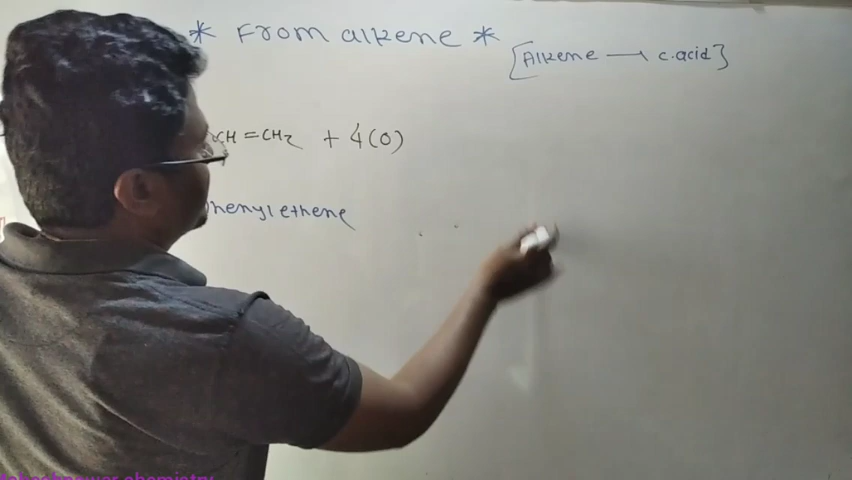 * From alkene *
[Alkene → c.acid]
CH = CH2 + 4(O)
henyl ethene